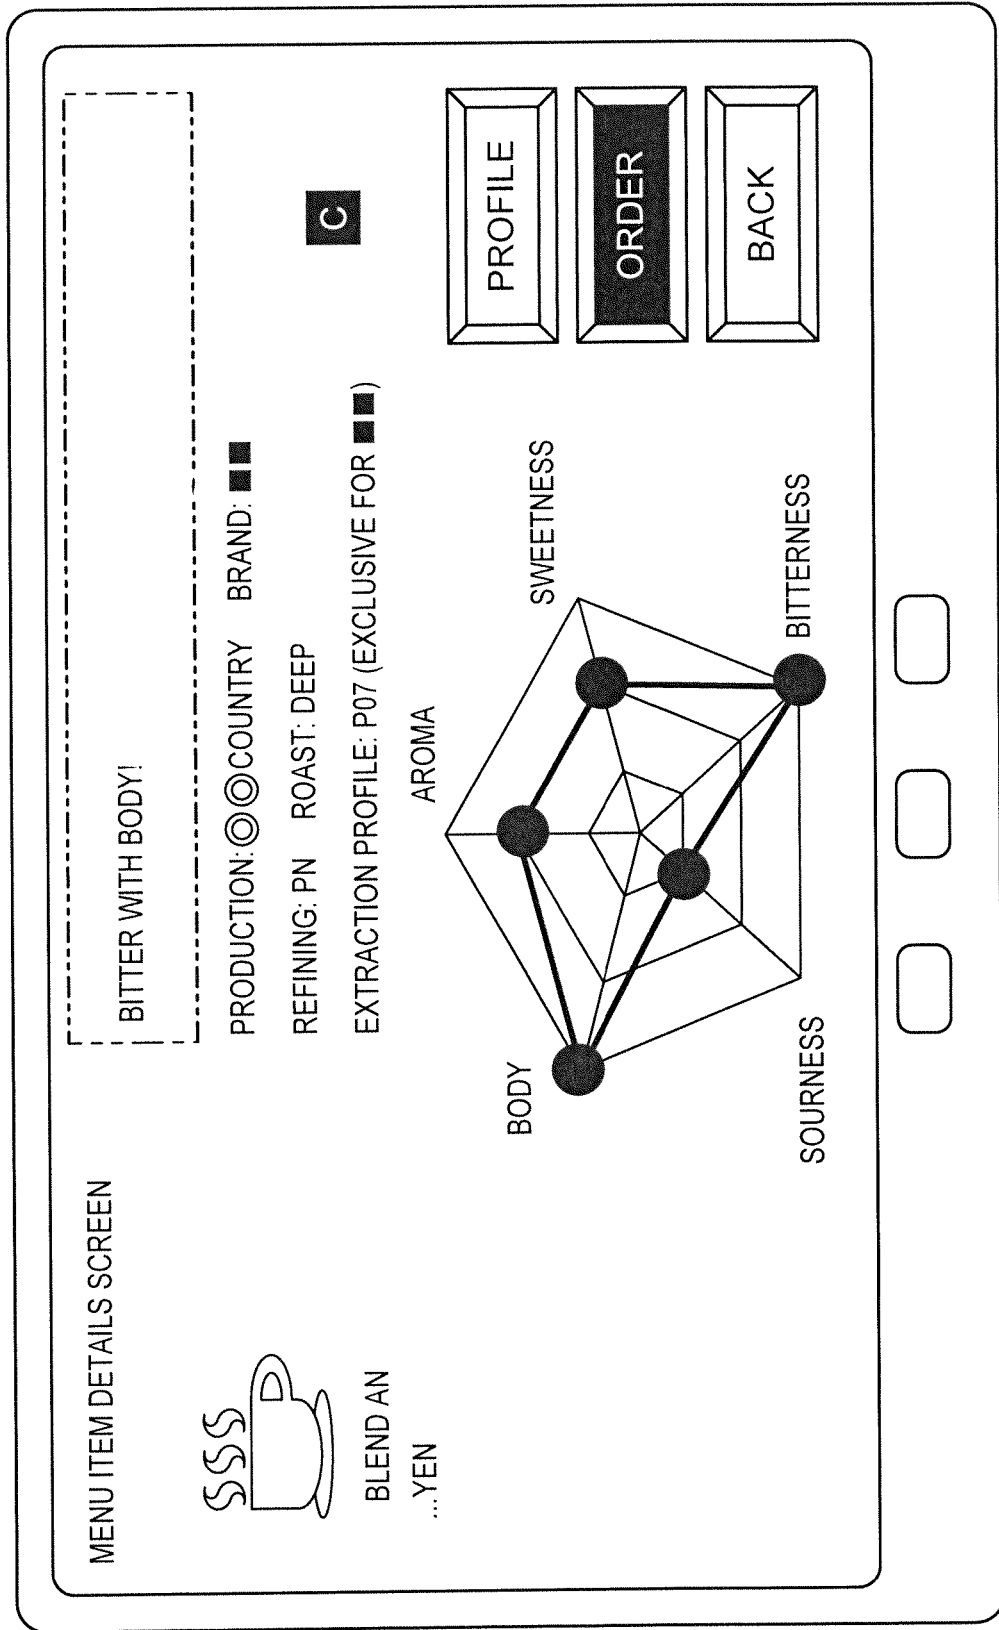 MENU ITEM DETAILS SCREEN
BITTER WITH BODY!
BLEND AN
...YEN
PRODUCTION:◎◎COUNTRY BRAND: ■■
REFINING: PN ROAST: DEEP
EXTRACTION PROFILE: P07 (EXCLUSIVE FOR ■■)
C
AROMA
BODY
SWEETNESS
SOURNESS
BITTERNESS
PROFILE
ORDER
BACK